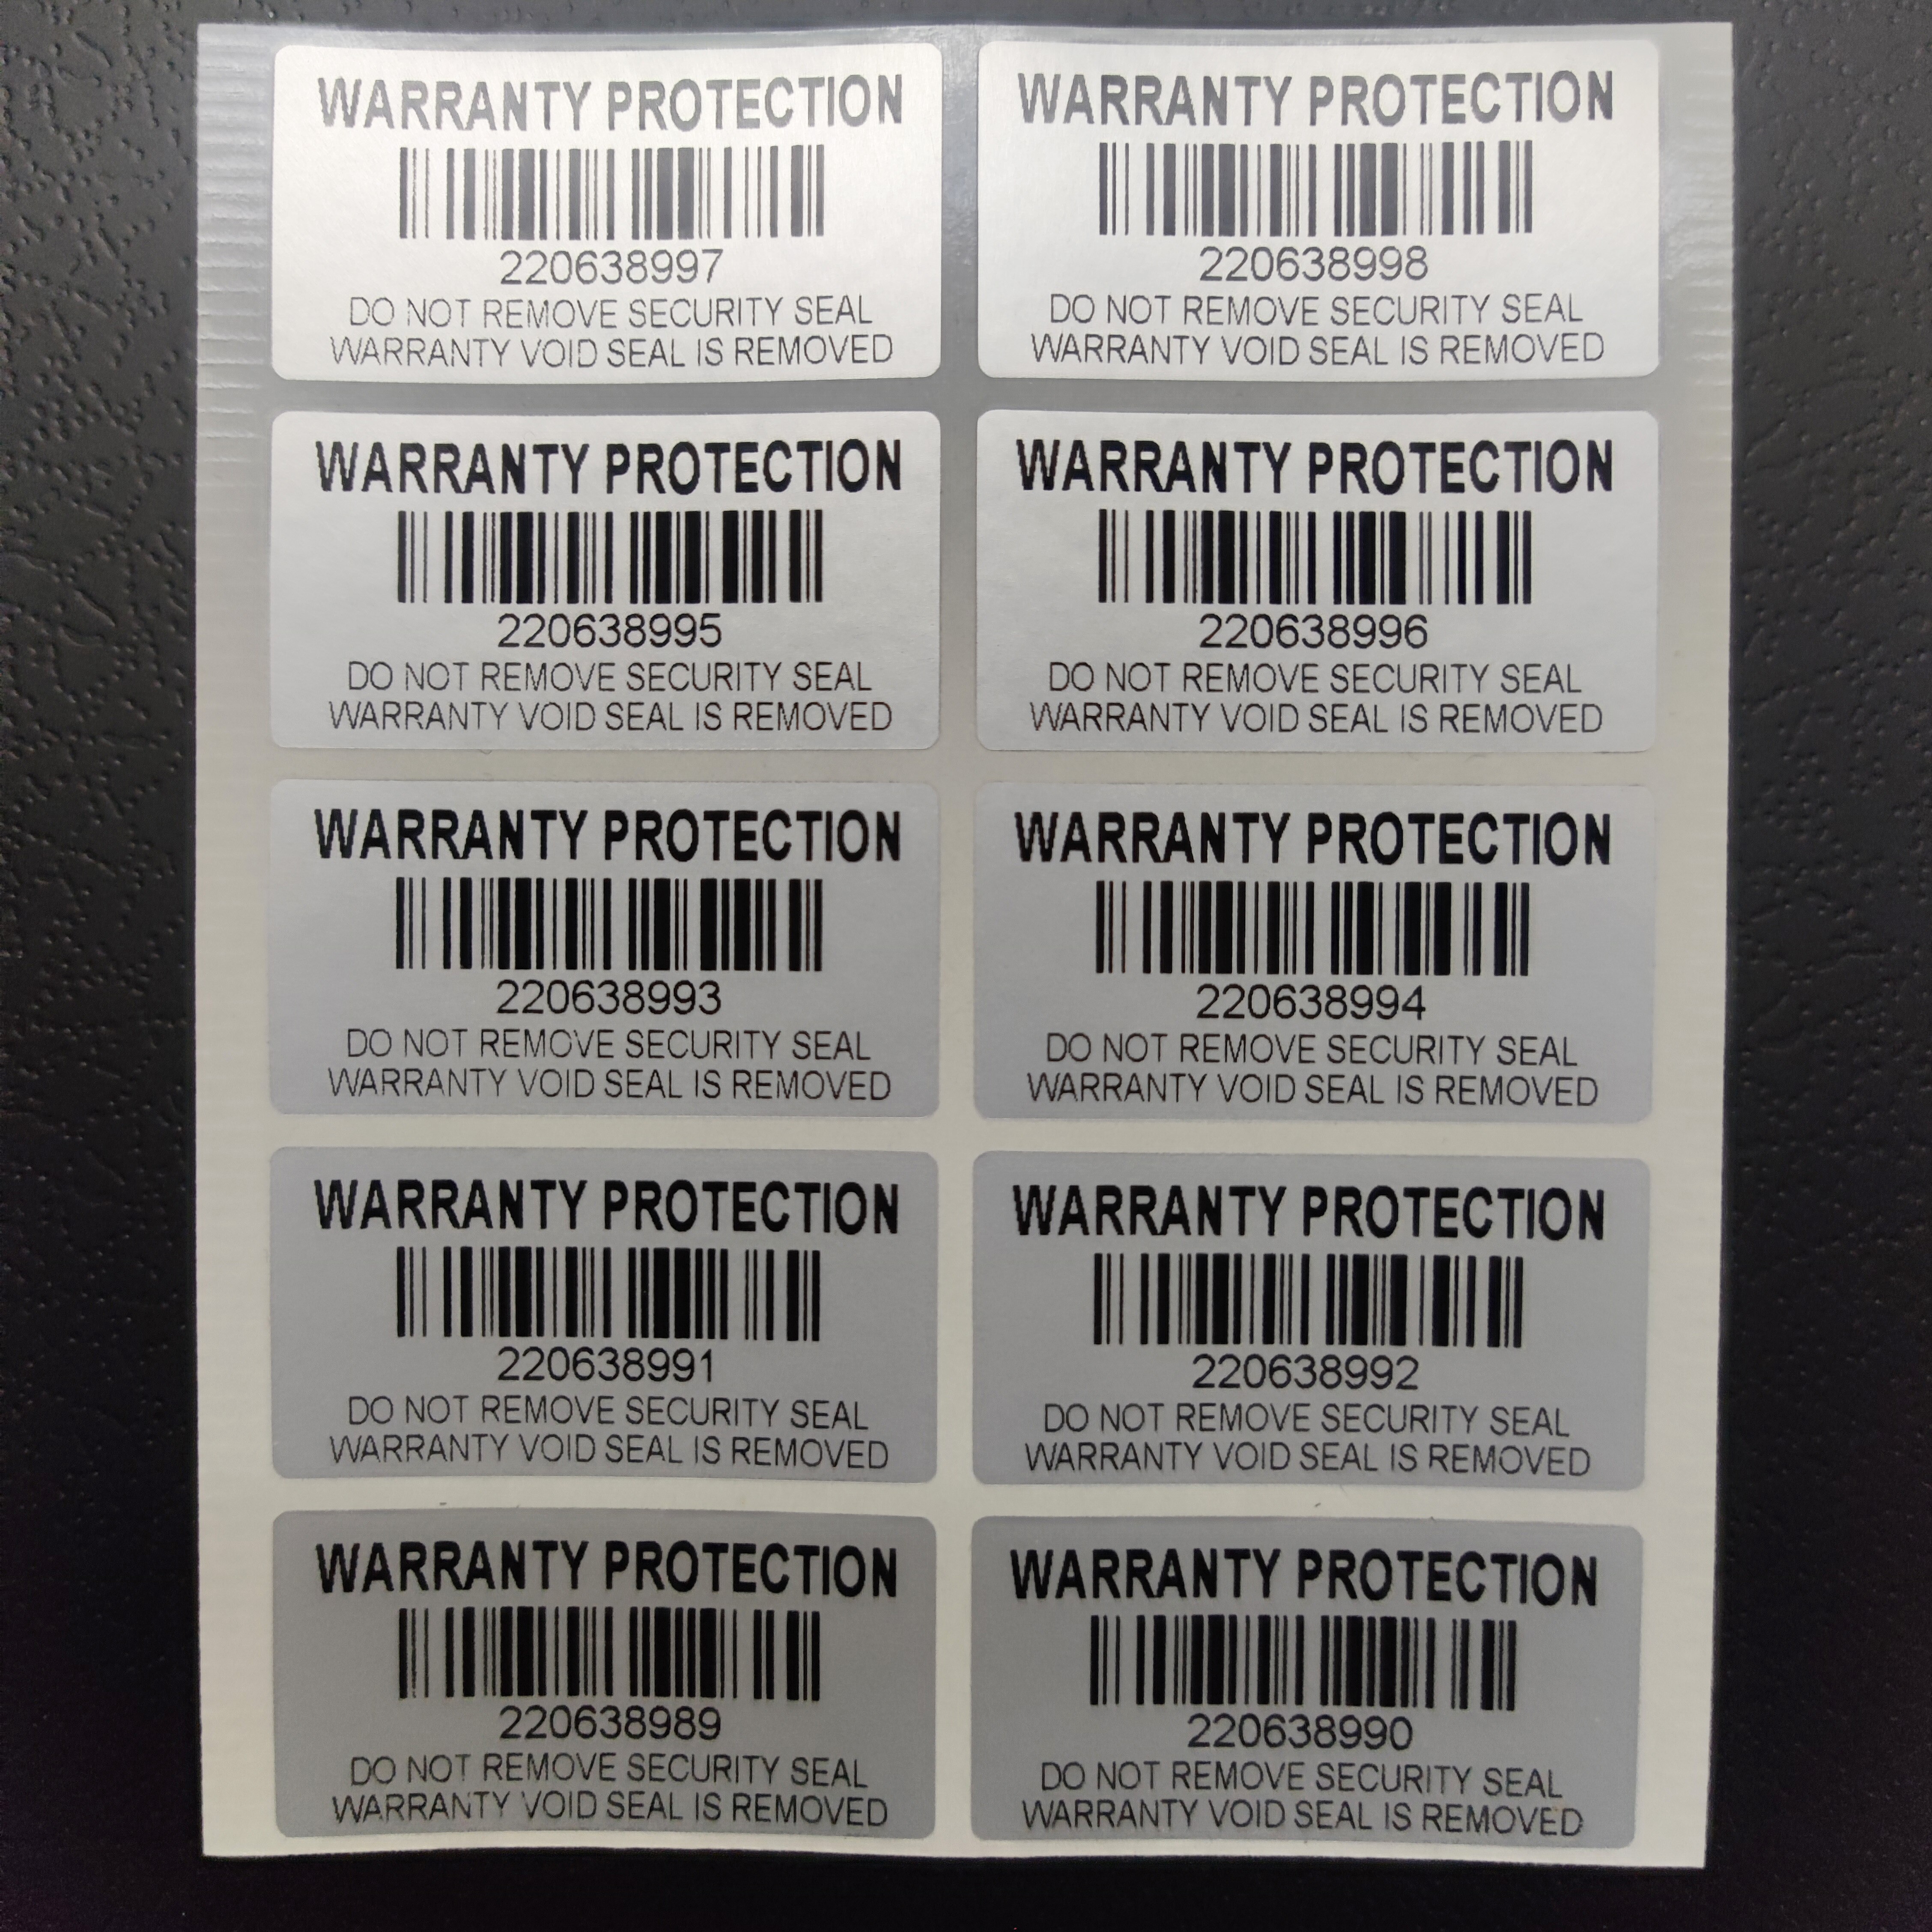 WARRANTY PROTECTION
220638997
DO NOT REMOVE SECURITY SEAL
WARRANTY VOID SEAL IS REMOVED
WARRANTY PROTECTION
220638998
DO NOT REMOVE SECURITY SEAL
WARRANTY VOID SEAL IS REMOVED
WARRANTY PROTECTION
220638995
DO NOT REMOVE SECURITY SEAL
WARRANTY VOID SEAL IS REMOVED
WARRANTY PROTECTION
220638996
DO NOT REMOVE SECURITY SEAL
WARRANTY VOID SEAL IS REMOVED
WARRANTY PROTECTION
220638993
DO NOT REMOVE SECURITY SEAL
WARRANTY VOID SEAL IS REMOVED
WARRANTY PROTECTION
220638994
DO NOT REMOVE SECURITY SEAL
WARRANTY VOID SEAL IS REMOVED
WARRANTY PROTECTION
220638991
DO NOT REMOVE SECURITY SEAL
WARRANTY VOID SEAL IS REMOVED
WARRANTY PROTECTION
220638992
DO NOT REMOVE SECURITY SEAL
WARRANTY VOID SEAL IS REMOVED
WARRANTY PROTECTION
220638989
DO NOT REMOVE SECURITY SEAL
WARRANTY VOID SEAL IS REMOVED
WARRANTY PROTECTION
220638990
DO NOT REMOVE SECURITY SEAL
WARRANTY VOID SEAL IS REMOVED